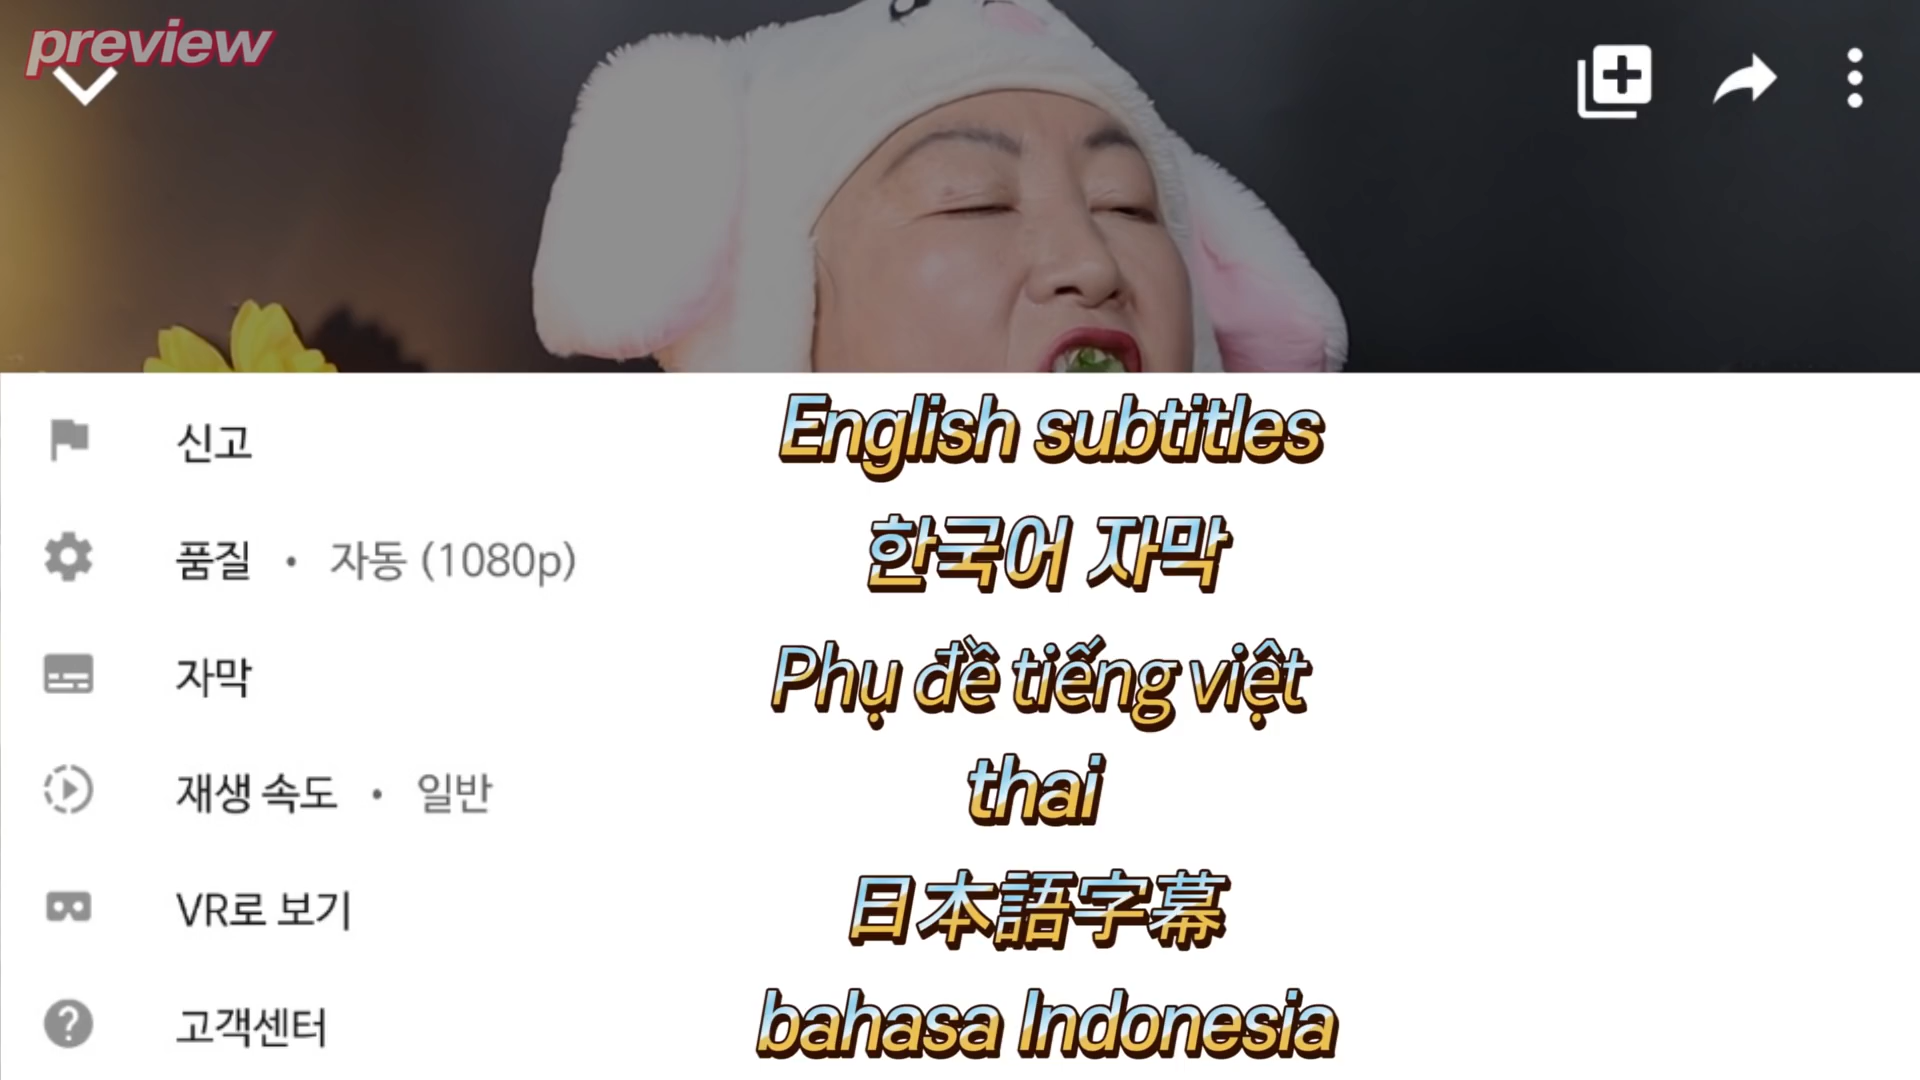 preview
신고
English subtitles
품질 • 자동 (1080p)
한국어 자막
자막
Phụ đề tiếng việt
재생 속도 • 일반
thai
VR로 보기
日本語字幕
고객센터
bahasa Indonesia